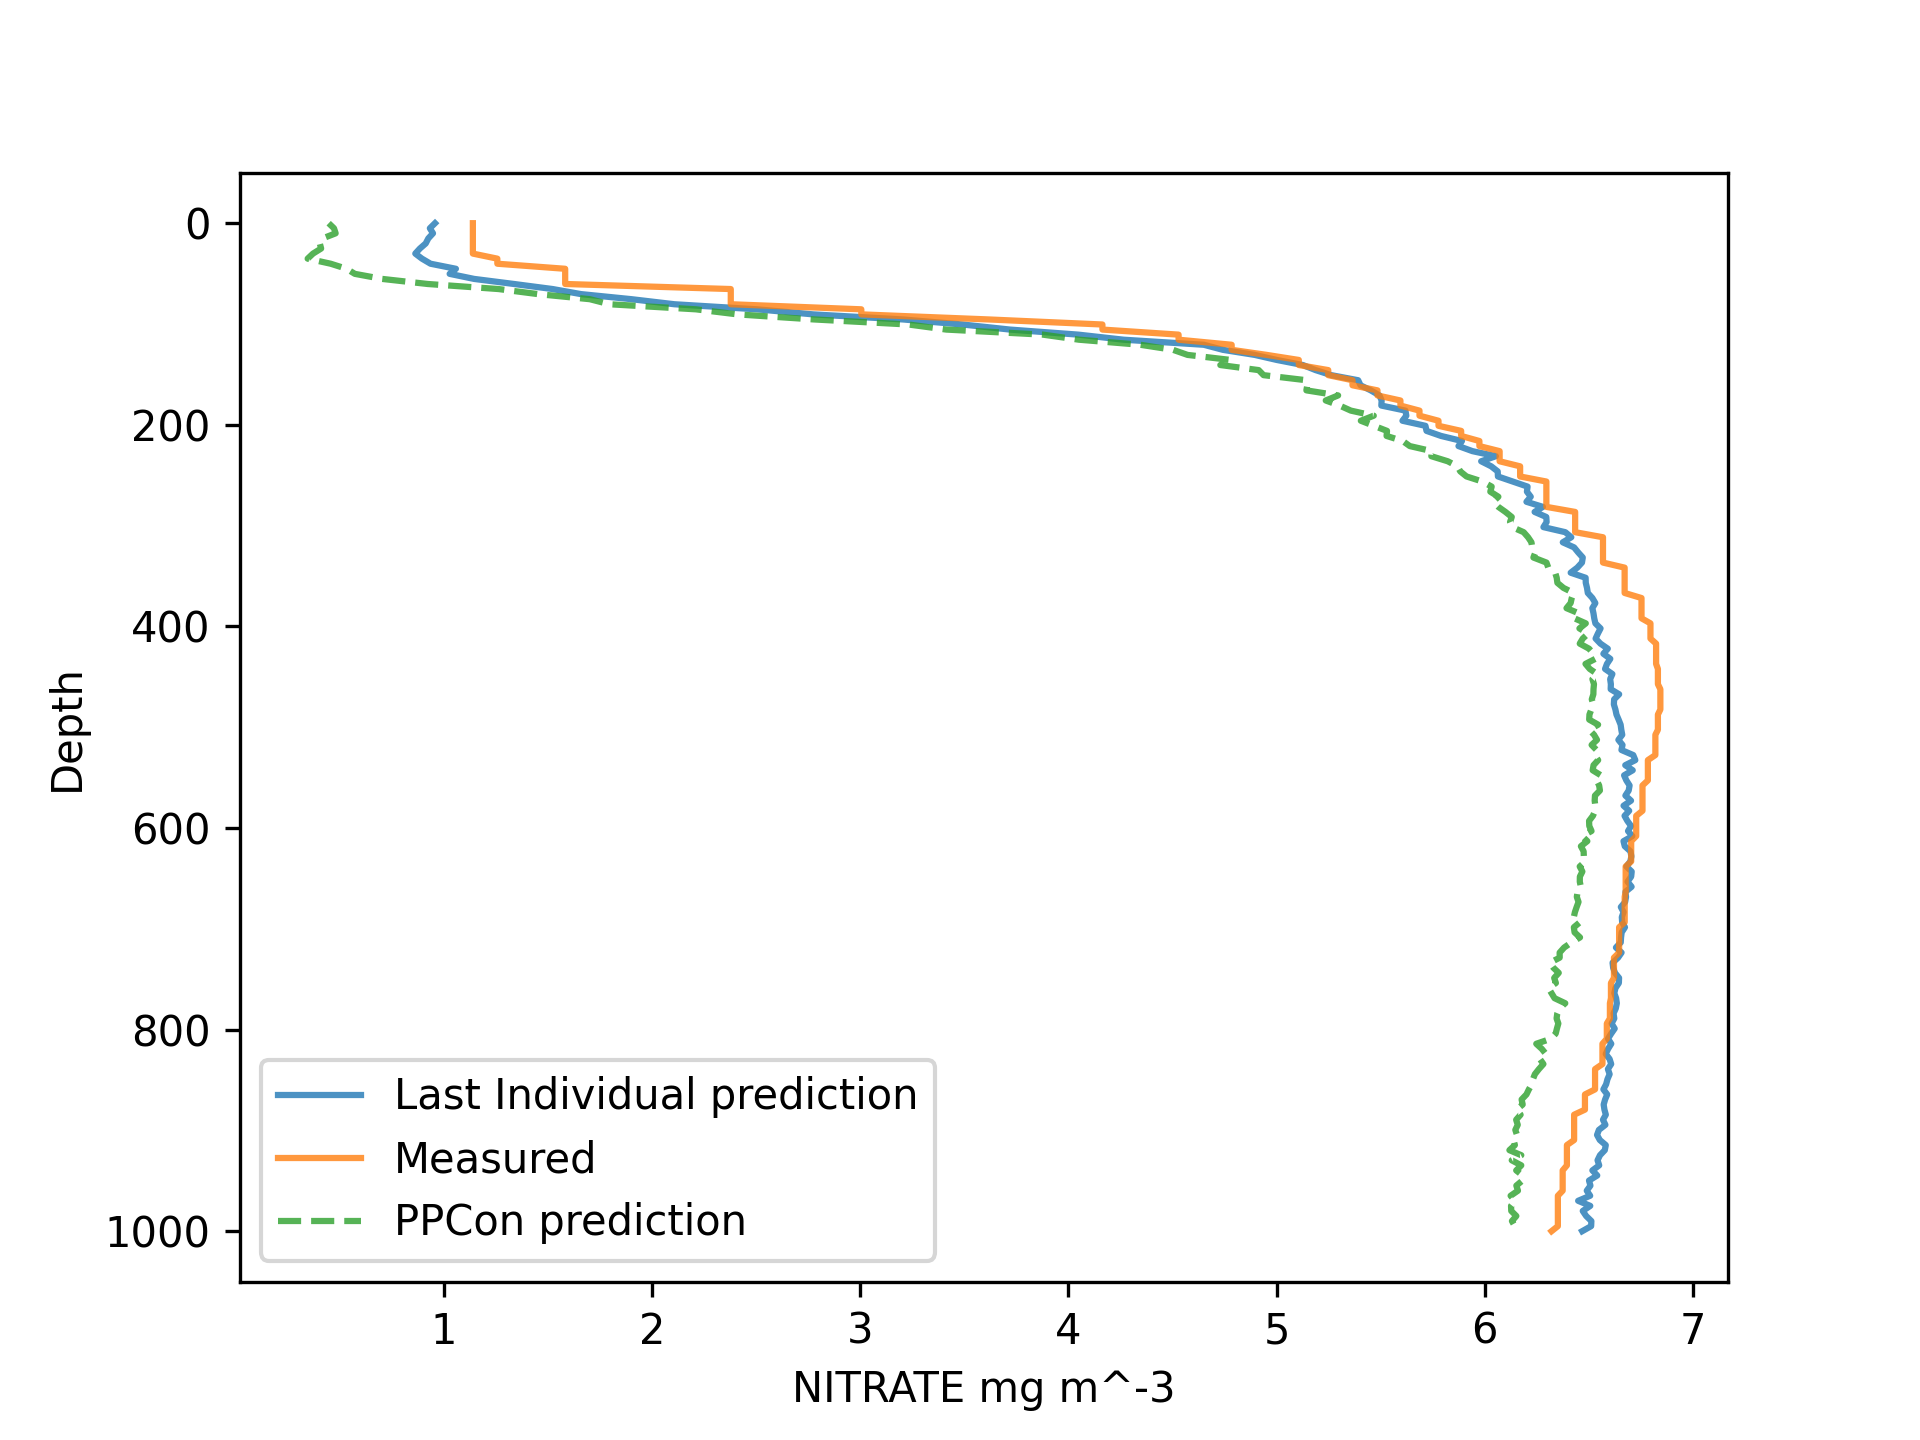 0
200
400
600
800
1000
Depth
Last Individual prediction
Measured
PPCon prediction
1 2 3 4 5 6 7
NITRATE mg m^-3